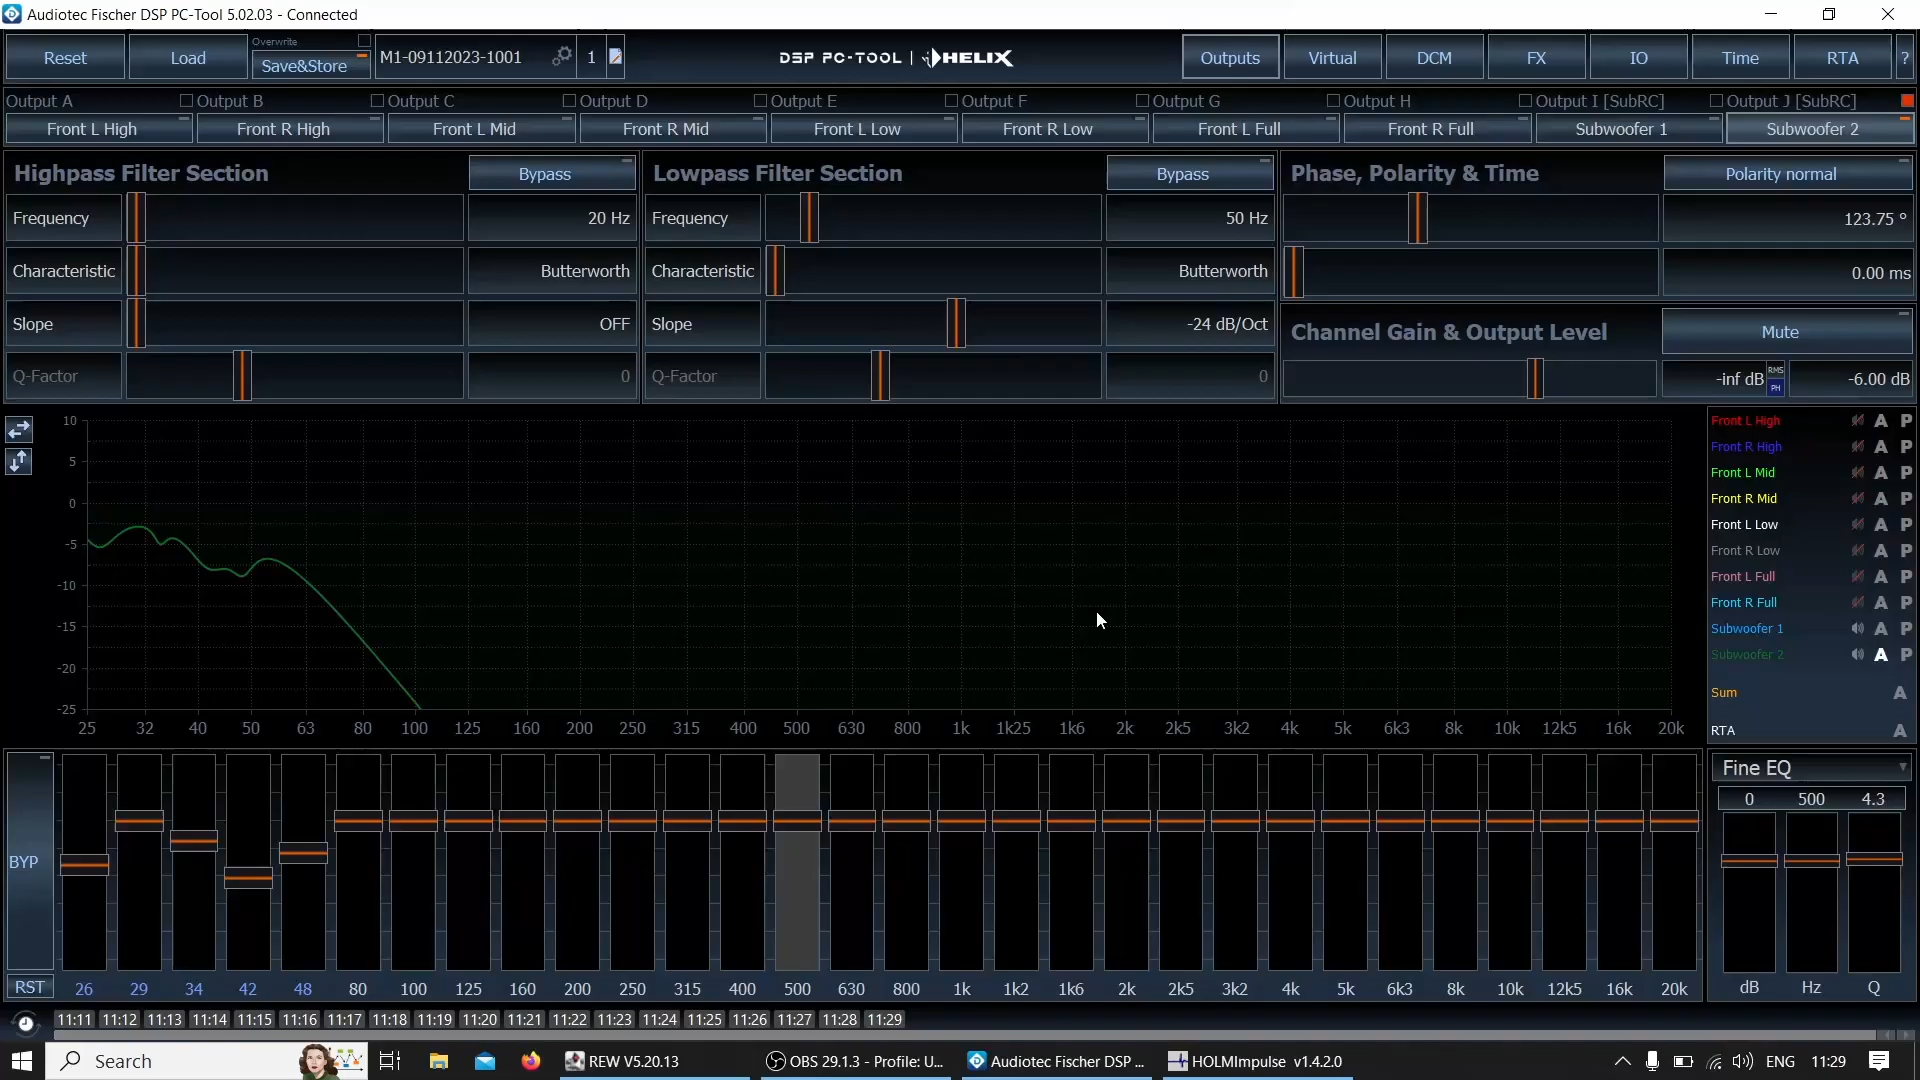 Audiotec Fischer DSP PC-Tool 5.02.03 - Connected
Reset Load Overwrite Save&Store M1-09112023-1001 1 DSP PC-TOOL | HELIX Outputs Virtual DCM FX IO Time RTA ?
Output A Output B Output C Output D Output E Output F Output G Output H Output I [SubRC] Output J [SubRC]
Front L High Front R High Front L Mid Front R Mid Front L Low Front R Low Front L Full Front R Full Subwoofer 1 Subwoofer 2
Highpass Filter Section Bypass Lowpass Filter Section Bypass Phase, Polarity & Time Polarity normal
Frequency 20 Hz Frequency 50 Hz 123.75 °
Characteristic Butterworth Characteristic Butterworth 0.00 ms
Slope OFF Slope -24 dB/Oct Channel Gain & Output Level Mute
Q-Factor 0 Q-Factor 0 -inf dB RMS PH -6.00 dB
10
5
0
-5
-10
-15
-20
-25
25 32 40 50 63 80 100 125 160 200 250 315 400 500 630 800 1k 1k25 1k6 2k 2k5 3k2 4k 5k 6k3 8k 10k 12k5 16k 20k
Front L High A P
Front R High A P
Front L Mid A P
Front R Mid A P
Front L Low A P
Front R Low A P
Front L Full A P
Front R Full A P
Subwoofer 1 A P
Subwoofer 2 A P
Sum A
RTA A
BYP
RST 26 29 34 42 48 80 100 125 160 200 250 315 400 500 630 800 1k 1k2 1k6 2k 2k5 3k2 4k 5k 6k3 8k 10k 12k5 16k 20k
Fine EQ
0 500 4.3
dB Hz Q
11:11 11:12 11:13 11:14 11:15 11:16 11:17 11:18 11:19 11:20 11:21 11:22 11:23 11:24 11:25 11:26 11:27 11:28 11:29
Search REW V5.20.13 OBS 29.1.3 - Profile: U... Audiotec Fischer DSP ... HOLMImpulse v1.4.2.0 ENG 11:29